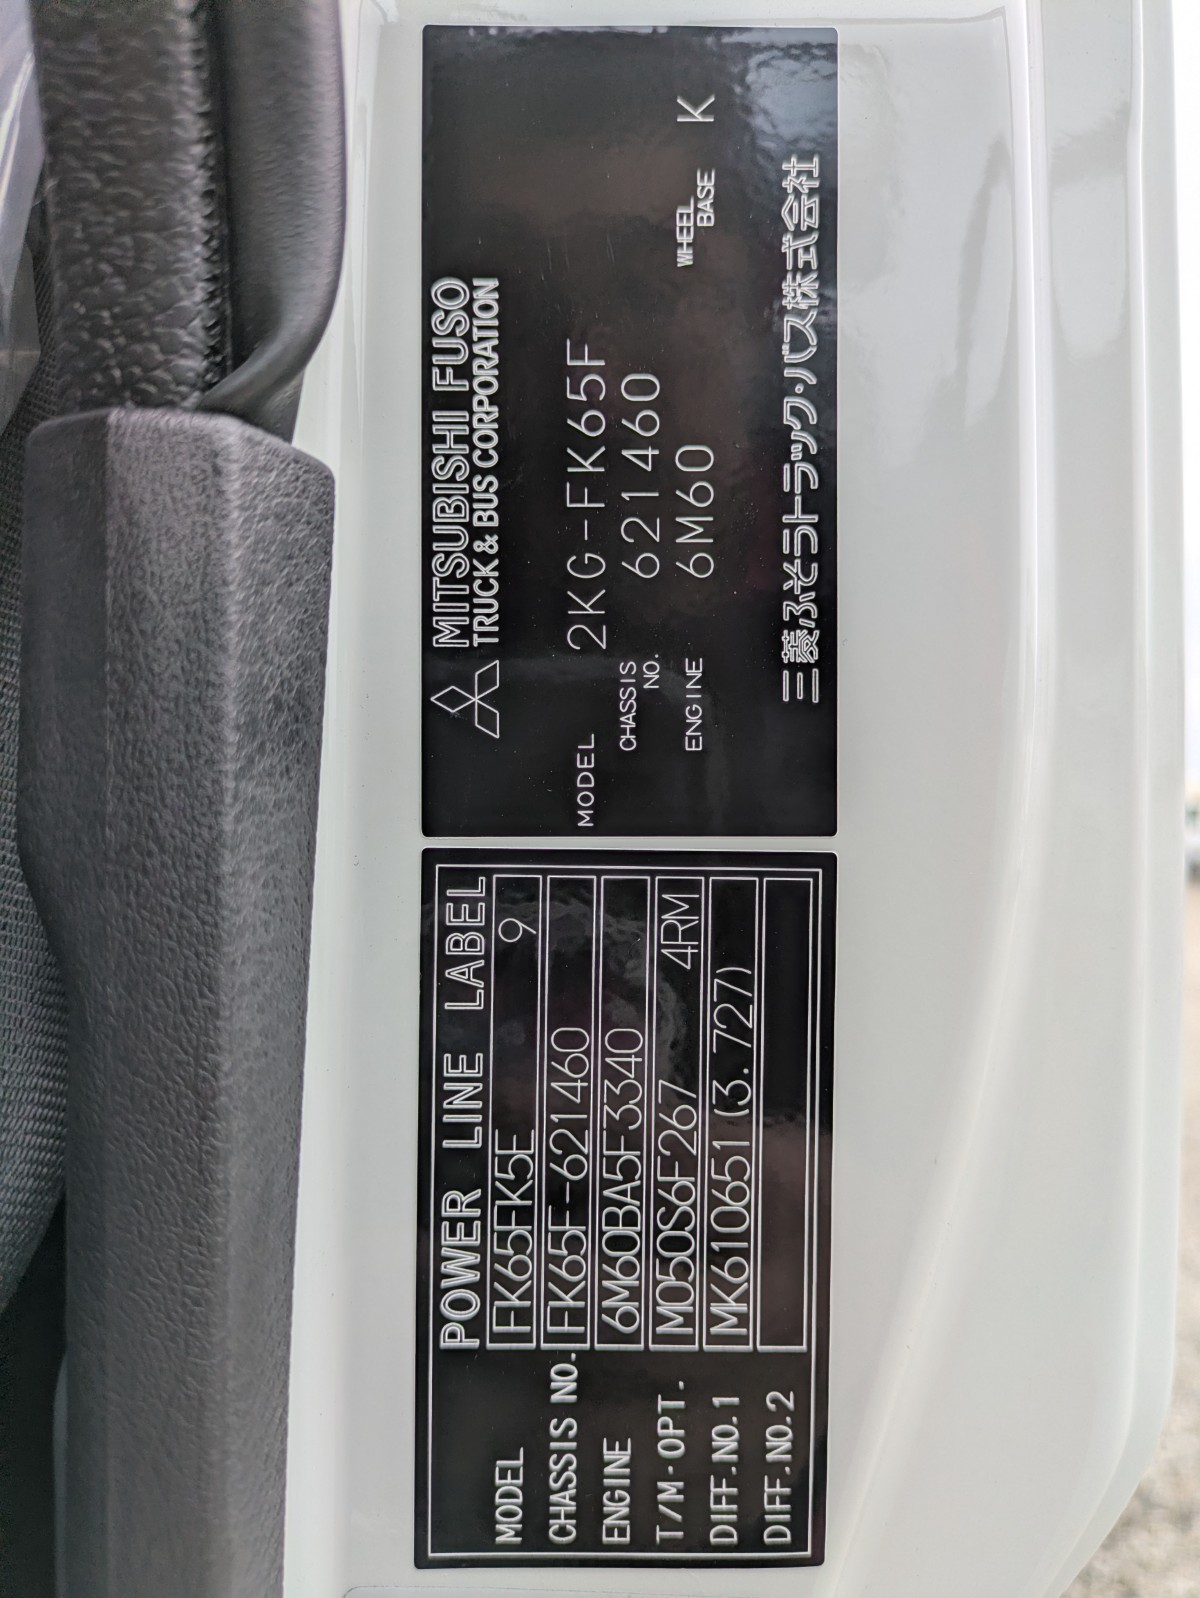 POWER LINE LABEL
MODEL FK65FK5E 9
CHASSIS NO. FK65F-621460
ENGINE 6M60BA5F3340
T/M·OPT. M050S6F267 4RM
DIFF.NO.1 MK610651(3.727)
DIFF.NO.2
MITSUBISHI FUSO
TRUCK & BUS CORPORATION
MODEL 2KG-FK65F
CHASSIS NO. 621460
ENGINE 6M60 WHEEL BASE K
三菱ふそうトラック・バス株式会社